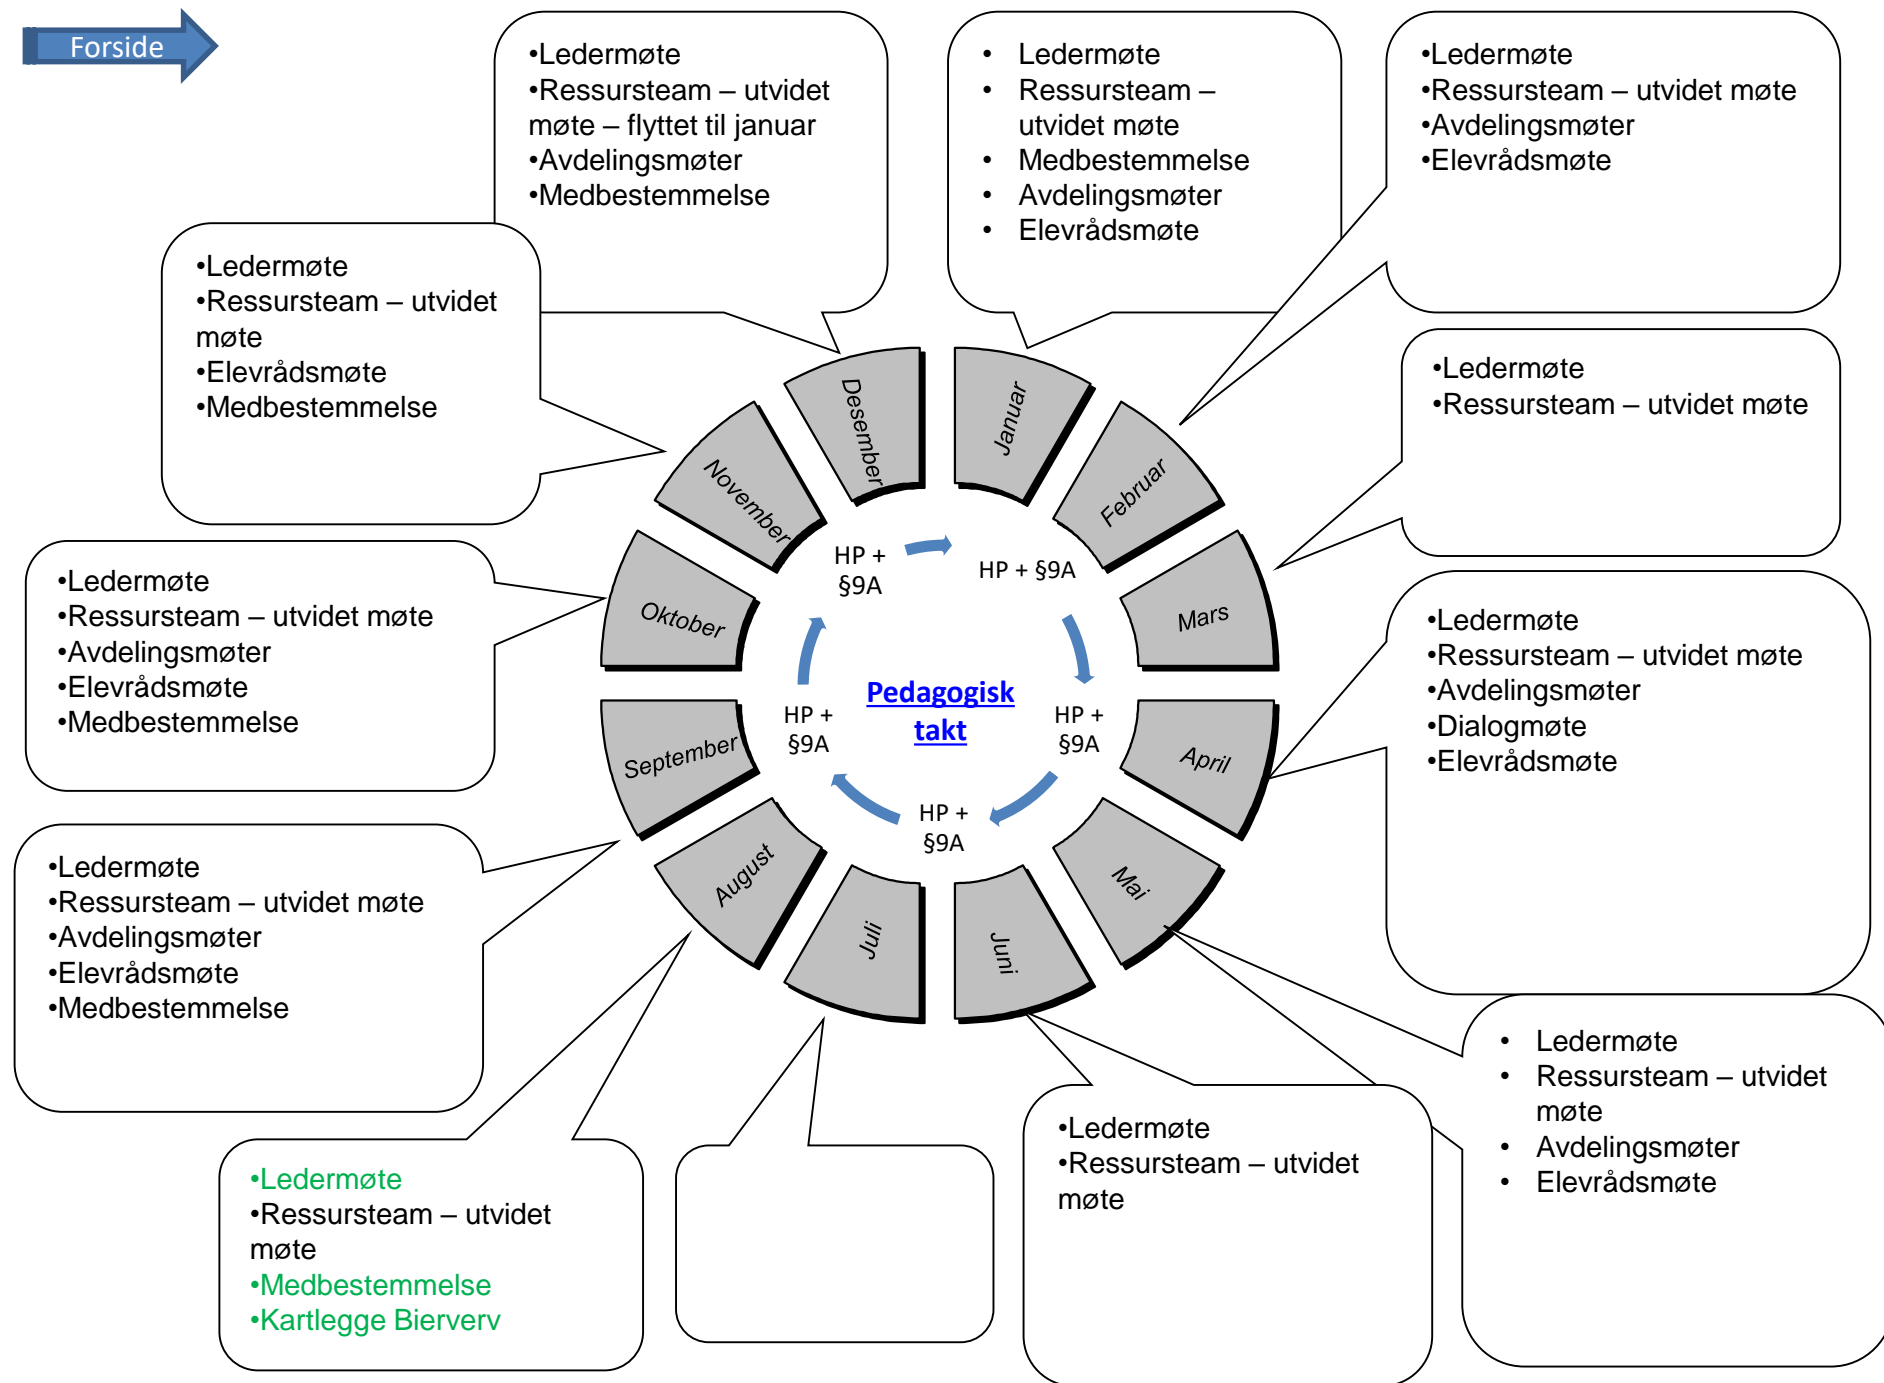 Forside
•Ledermøte
•Ressursteam – utvidet
møte – flyttet til januar
•Avdelingsmøter
•Medbestemmelse
• Ledermøte
• Ressursteam –
utvidet møte
• Medbestemmelse
• Avdelingsmøter
• Elevrådsmøte
•Ledermøte
•Ressursteam – utvidet møte
•Avdelingsmøter
•Elevrådsmøte
•Ledermøte
•Ressursteam – utvidet
møte
•Elevrådsmøte
•Medbestemmelse
•Ledermøte
•Ressursteam – utvidet møte
Desember
Januar
November
Februar
Oktober
Mars
September
April
August
Mai
Juli
Juni
HP +
§9A
HP + §9A
HP +
§9A
HP +
§9A
HP +
§9A
Pedagogisk
takt
•Ledermøte
•Ressursteam – utvidet møte
•Avdelingsmøter
•Elevrådsmøte
•Medbestemmelse
•Ledermøte
•Ressursteam – utvidet møte
•Avdelingsmøter
•Dialogmøte
•Elevrådsmøte
•Ledermøte
•Ressursteam – utvidet møte
•Avdelingsmøter
•Elevrådsmøte
•Medbestemmelse
• Ledermøte
• Ressursteam – utvidet
møte
• Avdelingsmøter
• Elevrådsmøte
•Ledermøte
•Ressursteam – utvidet
møte
•Medbestemmelse
•Kartlegge Bierverv
•Ledermøte
•Ressursteam – utvidet
møte